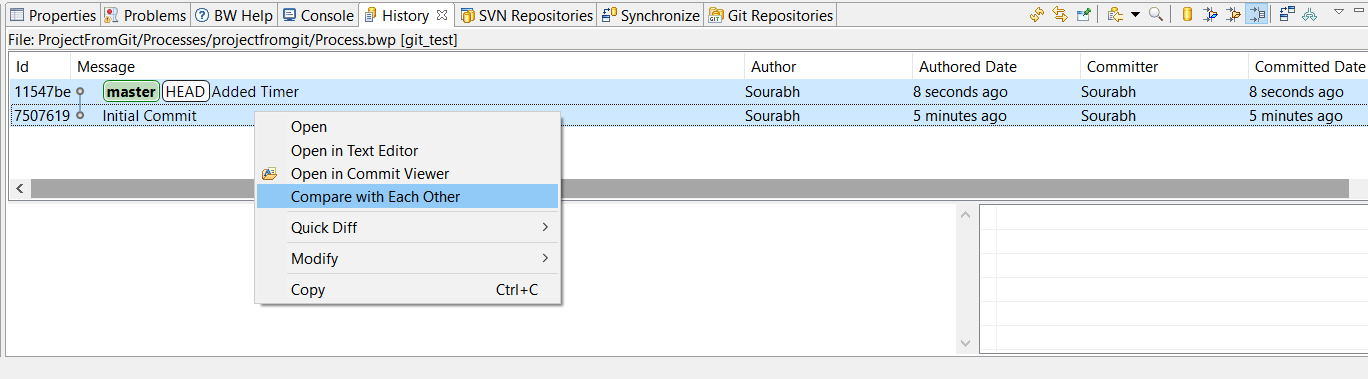 Properties Problems BW Help Console History SVN Repositories Synchronize Git Repositories
File: ProjectFromGit/Processes/projectfromgit/Process.bwp [git_test]
Id Message Author Authored Date Committer Committed Date
11547be master HEAD Added Timer Sourabh 8 seconds ago Sourabh 8 seconds ago
7507619 Initial Commit Sourabh 5 minutes ago Sourabh 5 minutes ago
Open
Open in Text Editor
Open in Commit Viewer
Compare with Each Other
Quick Diff
Modify
Copy Ctrl+C